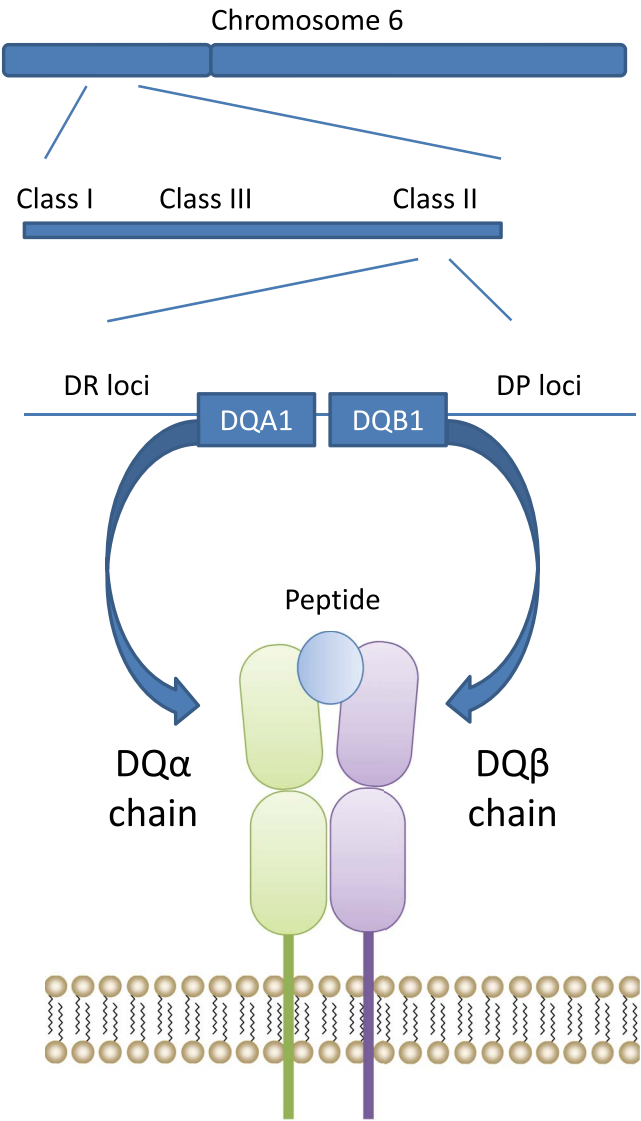 Chromosome 6
Class I
Class III
Class II
DR loci
DP loci
DQA1
DQB1
Peptide
DQα
chain
DQβ
chain